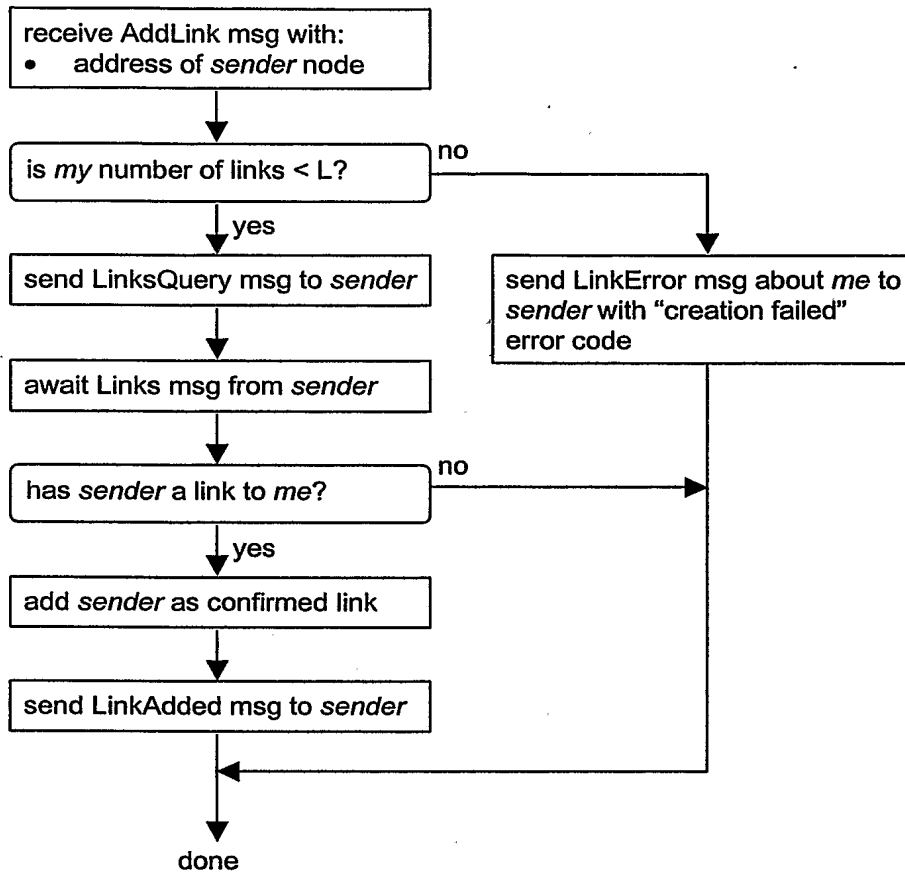 receive AddLink msg with:
• address of sender node
is my number of links < L?
no
yes
send LinksQuery msg to sender
send LinkError msg about me to
sender with “creation failed”
error code
await Links msg from sender
has sender a link to me?
no
yes
add sender as confirmed link
send LinkAdded msg to sender
done